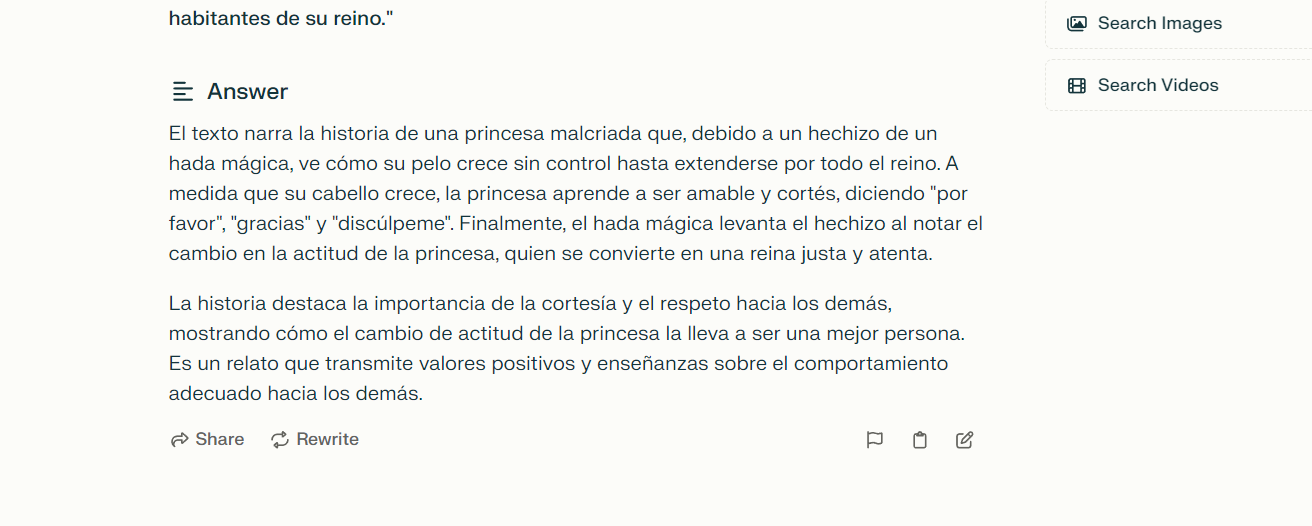 habitantes de su reino."
Search Images
Search Videos
Answer
El texto narra la historia de una princesa malcriada que, debido a un hechizo de un
hada mágica, ve cómo su pelo crece sin control hasta extenderse por todo el reino. A
medida que su cabello crece, la princesa aprende a ser amable y cortés, diciendo "por
favor", "gracias" y "discúlpeme". Finalmente, el hada mágica levanta el hechizo al notar el
cambio en la actitud de la princesa, quien se convierte en una reina justa y atenta.
La historia destaca la importancia de la cortesía y el respeto hacia los demás,
mostrando cómo el cambio de actitud de la princesa la lleva a ser una mejor persona.
Es un relato que transmite valores positivos y enseñanzas sobre el comportamiento
adecuado hacia los demás.
Share Rewrite